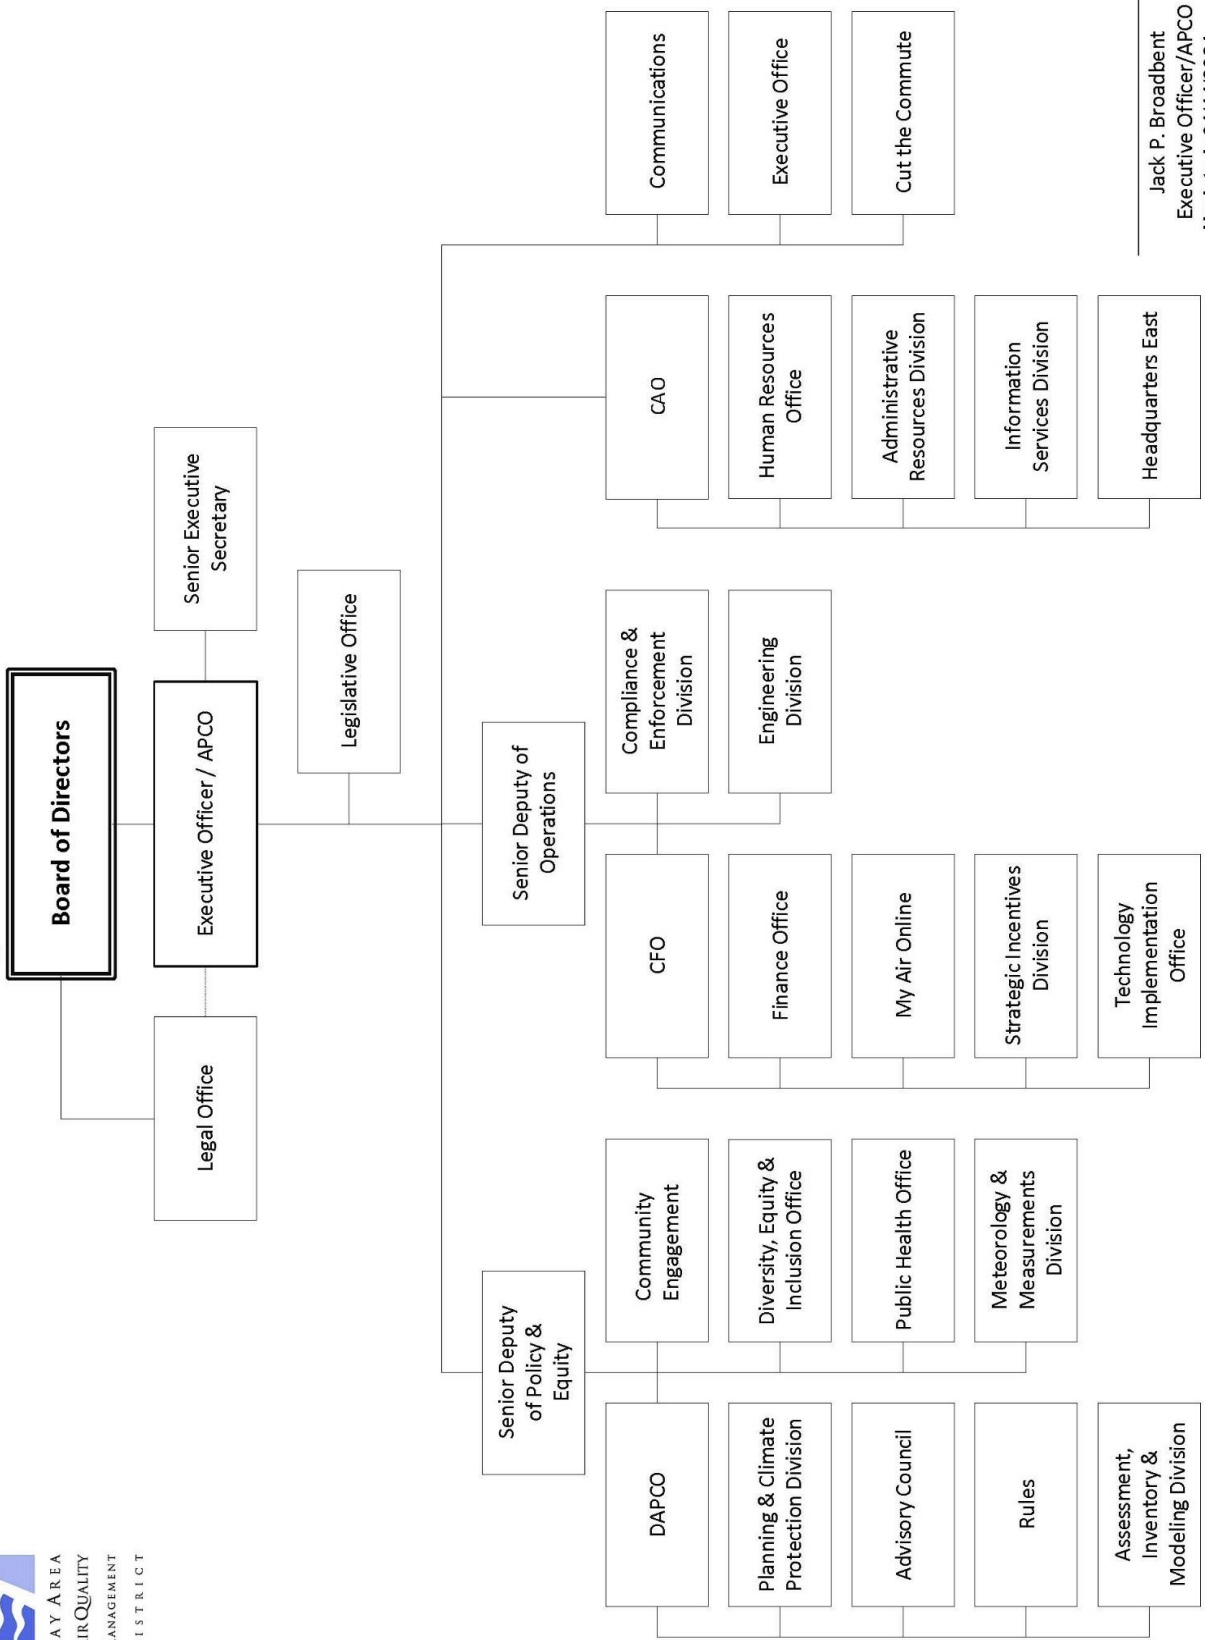 AY AREA
IR QUALITY
ANAGEMENT
ISTRICT
Board of Directors
Legal Office
Executive Officer / APCO
Senior Executive
Secretary
Legislative Office
Senior Deputy
of Policy &
Equity
Senior Deputy of
Operations
DAPCO
Planning & Climate
Protection Division
Advisory Council
Rules
Assessment,
Inventory &
Modeling Division
Community
Engagement
Diversity, Equity &
Inclusion Office
Public Health Office
Meteorology &
Measurements
Division
CFO
Finance Office
My Air Online
Strategic Incentives
Division
Technology
Implementation
Office
Compliance &
Enforcement
Division
Engineering
Division
CAO
Human Resources
Office
Administrative
Resources Division
Information
Services Division
Headquarters East
Communications
Executive Office
Cut the Commute
Jack P. Broadbent
Executive Officer/APCO